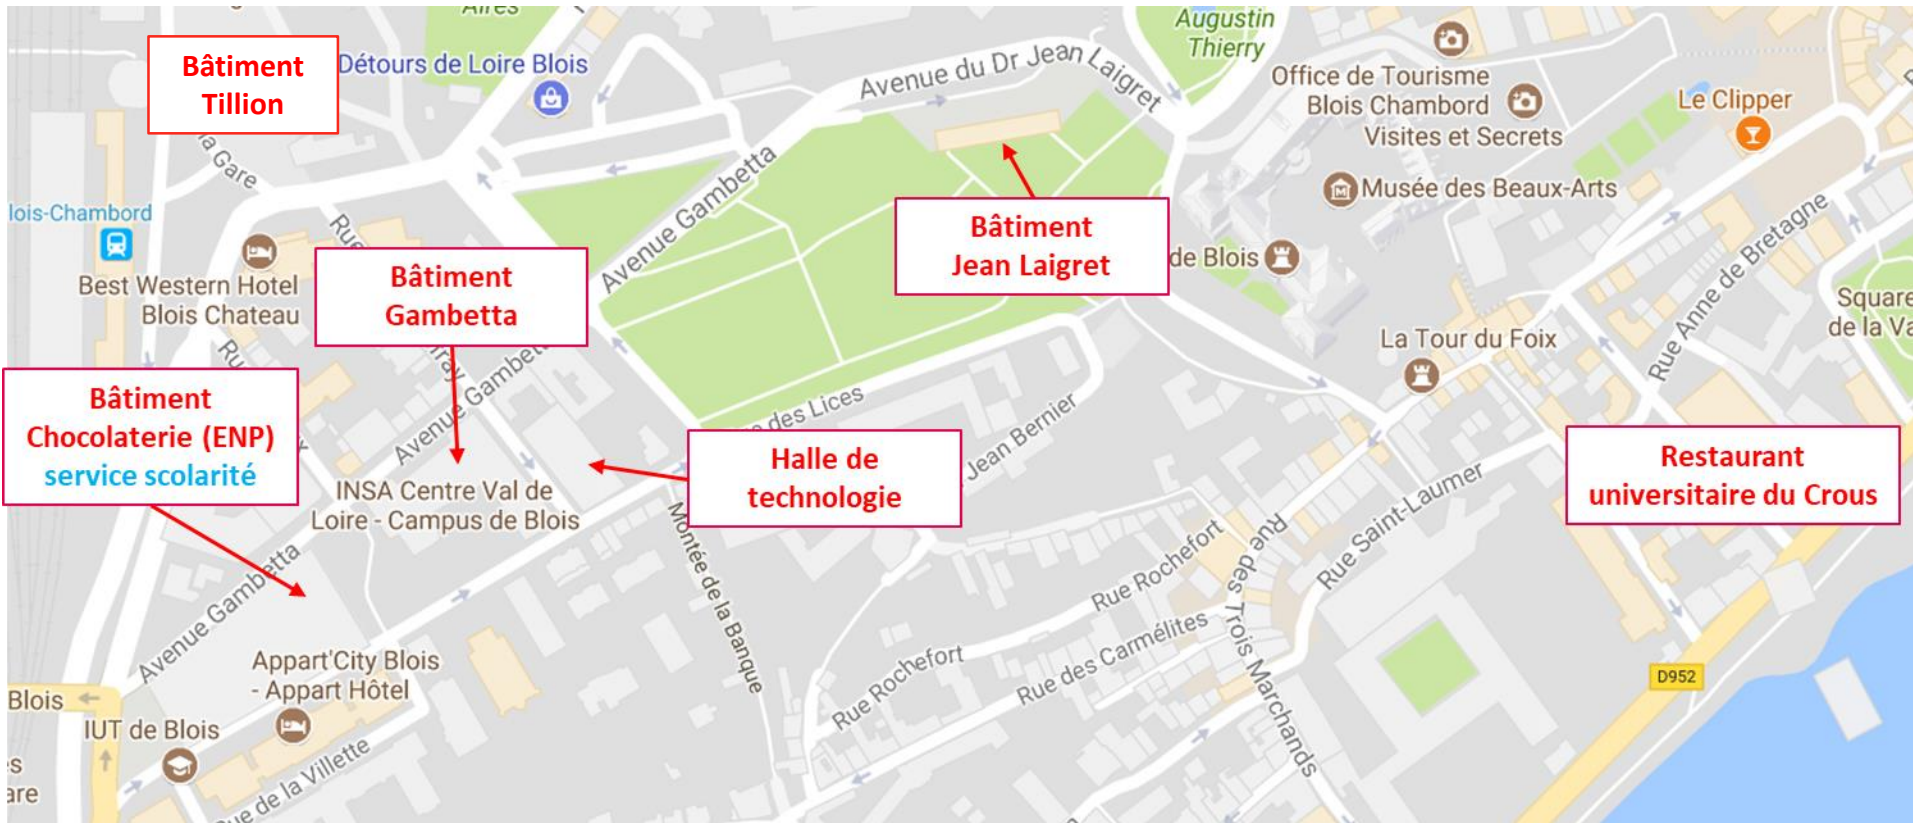 Aires
Augustin
Thierry
Bâtiment
Tillion
Détours de Loire Blois
Avenue du Dr Jean Laigret
Office de Tourisme
Blois Chambord
Visites et Secrets
Le Clipper
la Gare
Avenue Gambetta
Musée des Beaux-Arts
lois-Chambord
Bâtiment
Jean Laigret
de Blois
Rue Anne de Bretagne
Best Western Hotel
Blois Chateau
Bâtiment
Gambetta
Square
de la Va
La Tour du Foix
Avenue Gambetta
Bâtiment
Chocolaterie (ENP)
service scolarité
des Lices
Jean Bernier
Halle de
technologie
Restaurant
universitaire du Crous
INSA Centre Val de
Loire - Campus de Blois
Montée de la Banque
Rue Saint-Laumer
Rue des Trois Marchands
Rue Rochefort
Avenue Gambetta
Rue Rochefort
Rue des Carmélites
Appart'City Blois
- Appart Hôtel
D952
Blois
IUT de Blois
Rue de la Villette